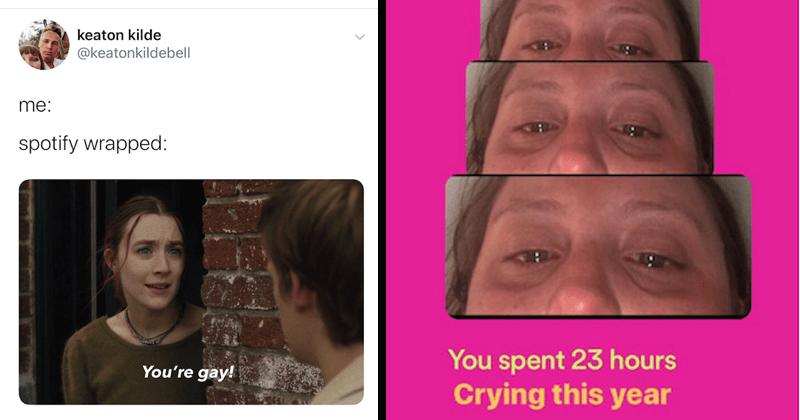 keaton kilde
@keatonkildebell
me:
spotify wrapped:
You're gay!
You spent 23 hours
Crying this year